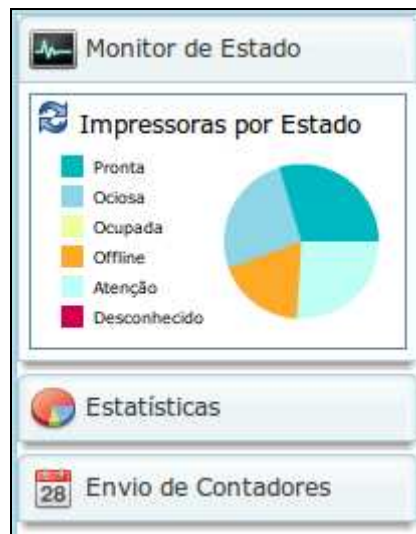 Monitor de Estado
Impressoras por Estado
Pronta
Ociosa
Ocupada
Offline
Atenção
Desconhecido
Estatísticas
28
Envio de Contadores